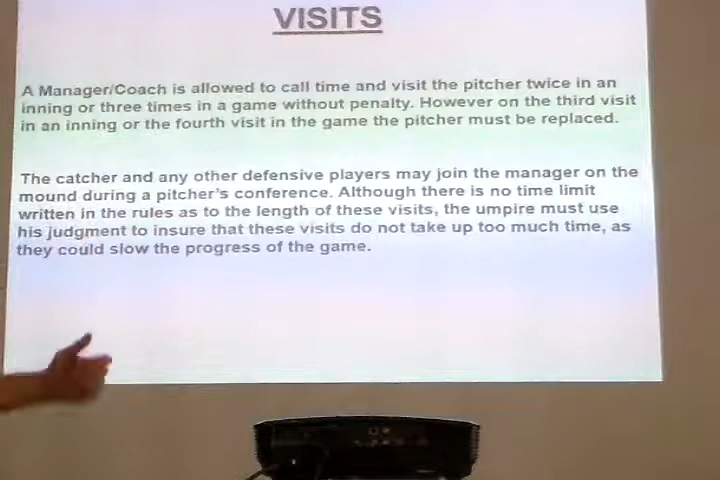 VISITS
A Manager/Coach is allowed to call time and visit the pitcher twice in an
inning or three times in a game without penalty. However on the third visit
in an inning or the fourth visit in the game the pitcher must be replaced.
The catcher and any other defensive players may join the manager on the
mound during a pitcher's conference. Although there is no time limit
written in the rules as to the length of these visits, the umpire must use
his judgment to insure that these visits do not take up too much time, as
they could slow the progress of the game.